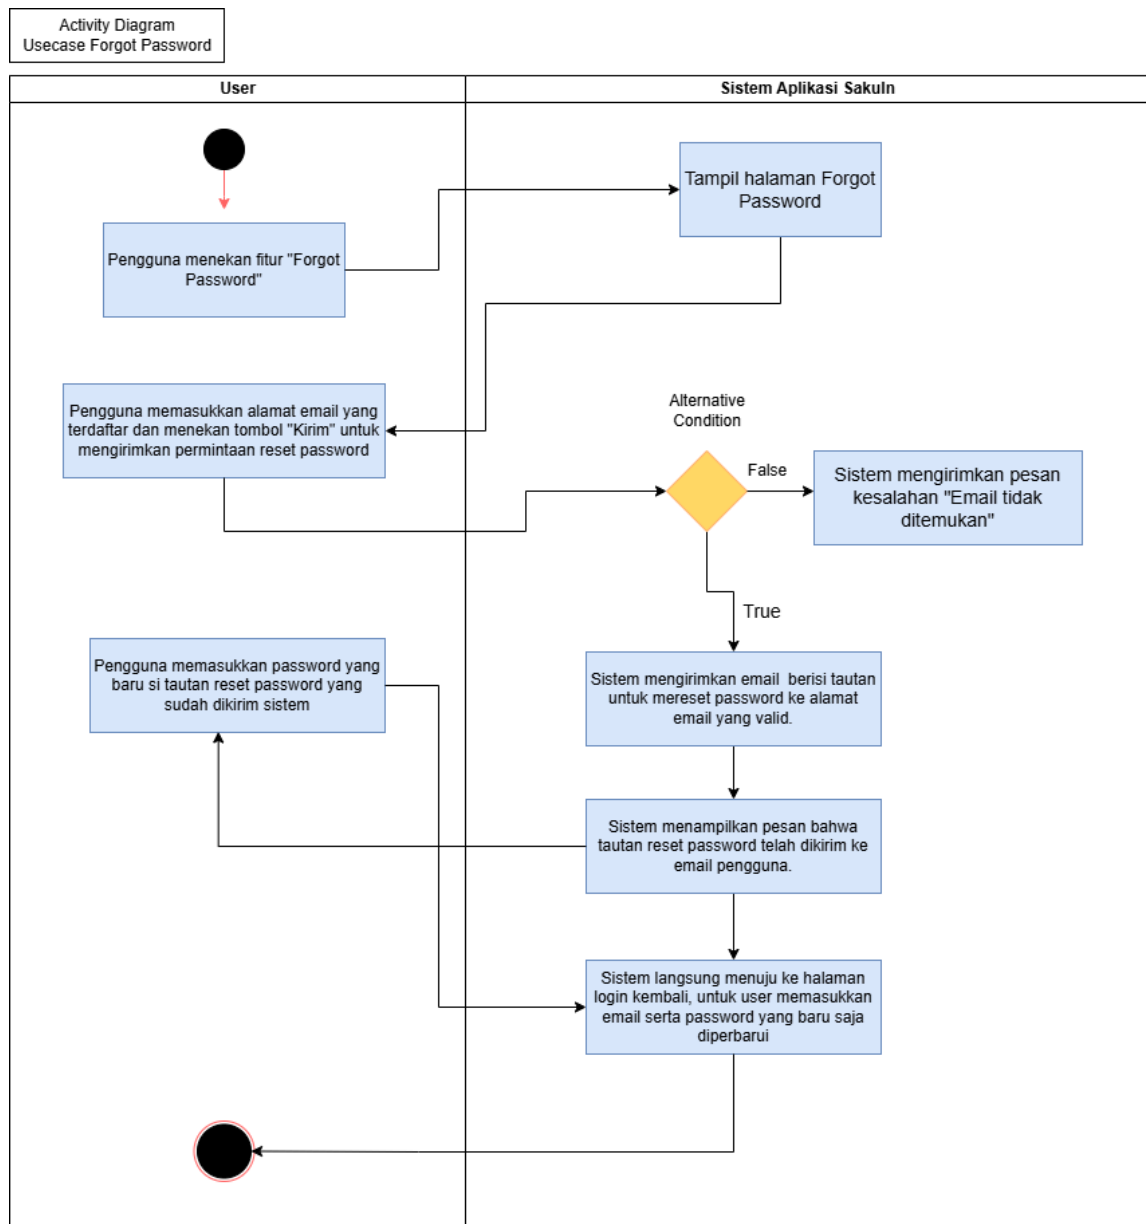 Activity Diagram
Usecase Forgot Password
User
Sistem Aplikasi SakuIn
Tampil halaman Forgot
Password
Pengguna menekan fitur "Forgot
Password"
Pengguna memasukkan alamat email yang
terdaftar dan menekan tombol "Kirim" untuk
mengirimkan permintaan reset password
Alternative
Condition
False
Sistem mengirimkan pesan
kesalahan "Email tidak
ditemukan"
True
Pengguna memasukkan password yang
baru si tautan reset password yang
sudah dikirim sistem
Sistem mengirimkan email berisi tautan
untuk mereset password ke alamat
email yang valid.
Sistem menampilkan pesan bahwa
tautan reset password telah dikirim ke
email pengguna.
Sistem langsung menuju ke halaman
login kembali, untuk user memasukkan
email serta password yang baru saja
diperbarui